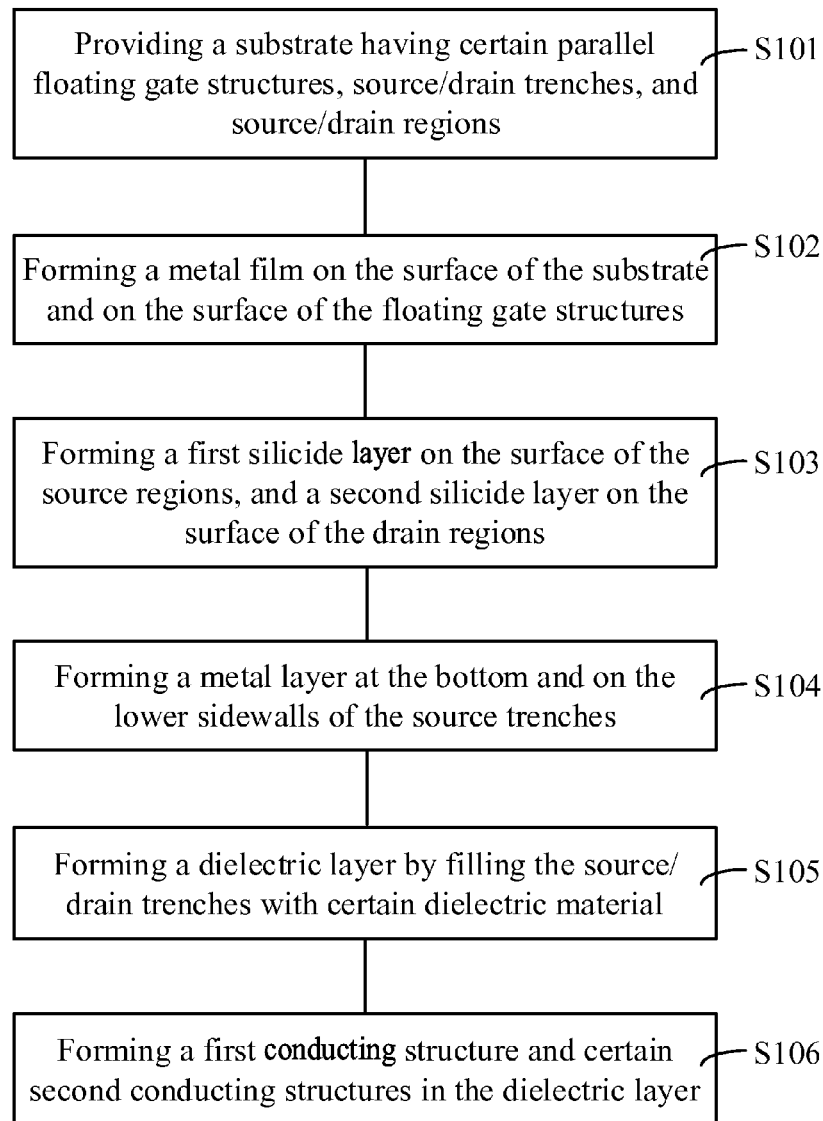 Providing a substrate having certain parallel
floating gate structures, source/drain trenches, and
source/drain regions
S101
Forming a metal film on the surface of the substrate
and on the surface of the floating gate structures
S102
Forming a first silicide layer on the surface of the
source regions, and a second silicide layer on the
surface of the drain regions
S103
Forming a metal layer at the bottom and on the
lower sidewalls of the source trenches
S104
Forming a dielectric layer by filling the source/
drain trenches with certain dielectric material
S105
Forming a first conducting structure and certain
second conducting structures in the dielectric layer
S106